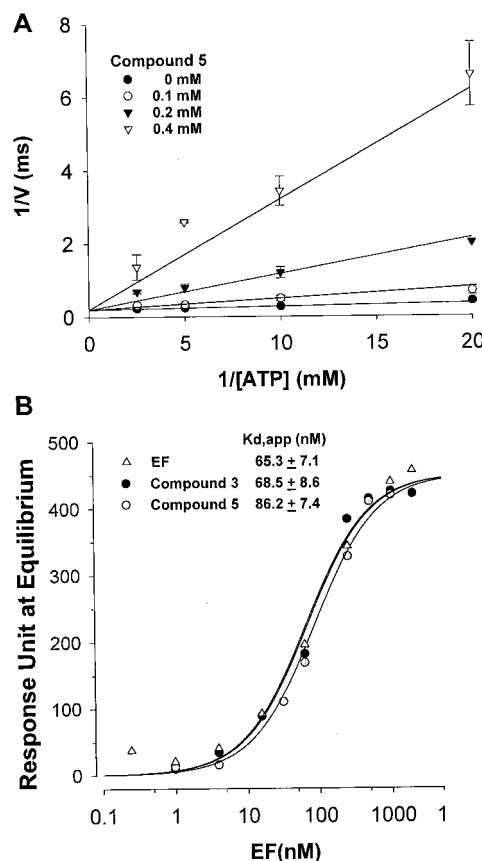 A
8
Compound 5
● 0 mM
○ 0.1 mM
▼ 0.2 mM
▽ 0.4 mM
6
4
2
0
1/V (ms)
0 5 10 15 20
1/[ATP] (mM)
B
500
400
300
200
100
0
Response Unit at Equilibrium
Kd,app (nM)
△ EF 65.3 ± 7.1
● Compound 3 68.5 ± 8.6
○ Compound 5 86.2 ± 7.4
0.1 1 10 100 1000 1
EF(nM)